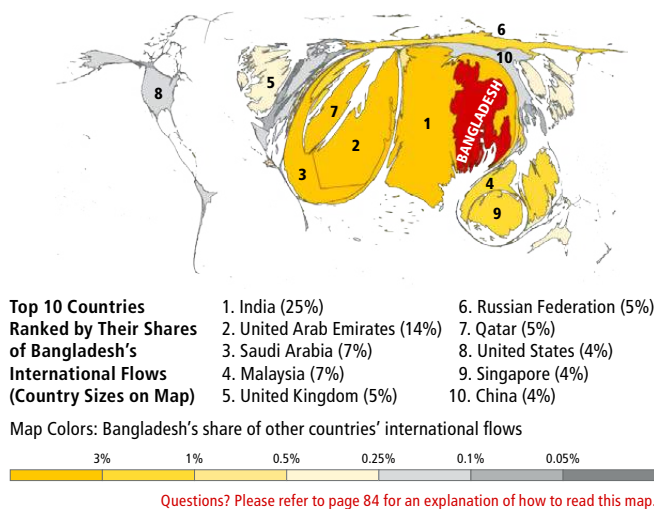 6
10
5
8
7
1
BANGLADESH
2
3
4
9
Top 10 Countries
Ranked by Their Shares
of Bangladesh's
International Flows
(Country Sizes on Map)
1. India (25%)
2. United Arab Emirates (14%)
3. Saudi Arabia (7%)
4. Malaysia (7%)
5. United Kingdom (5%)
6. Russian Federation (5%)
7. Qatar (5%)
8. United States (4%)
9. Singapore (4%)
10. China (4%)
Map Colors: Bangladesh's share of other countries' international flows
3% 1% 0.5% 0.25% 0.1% 0.05%
Questions? Please refer to page 84 for an explanation of how to read this map.